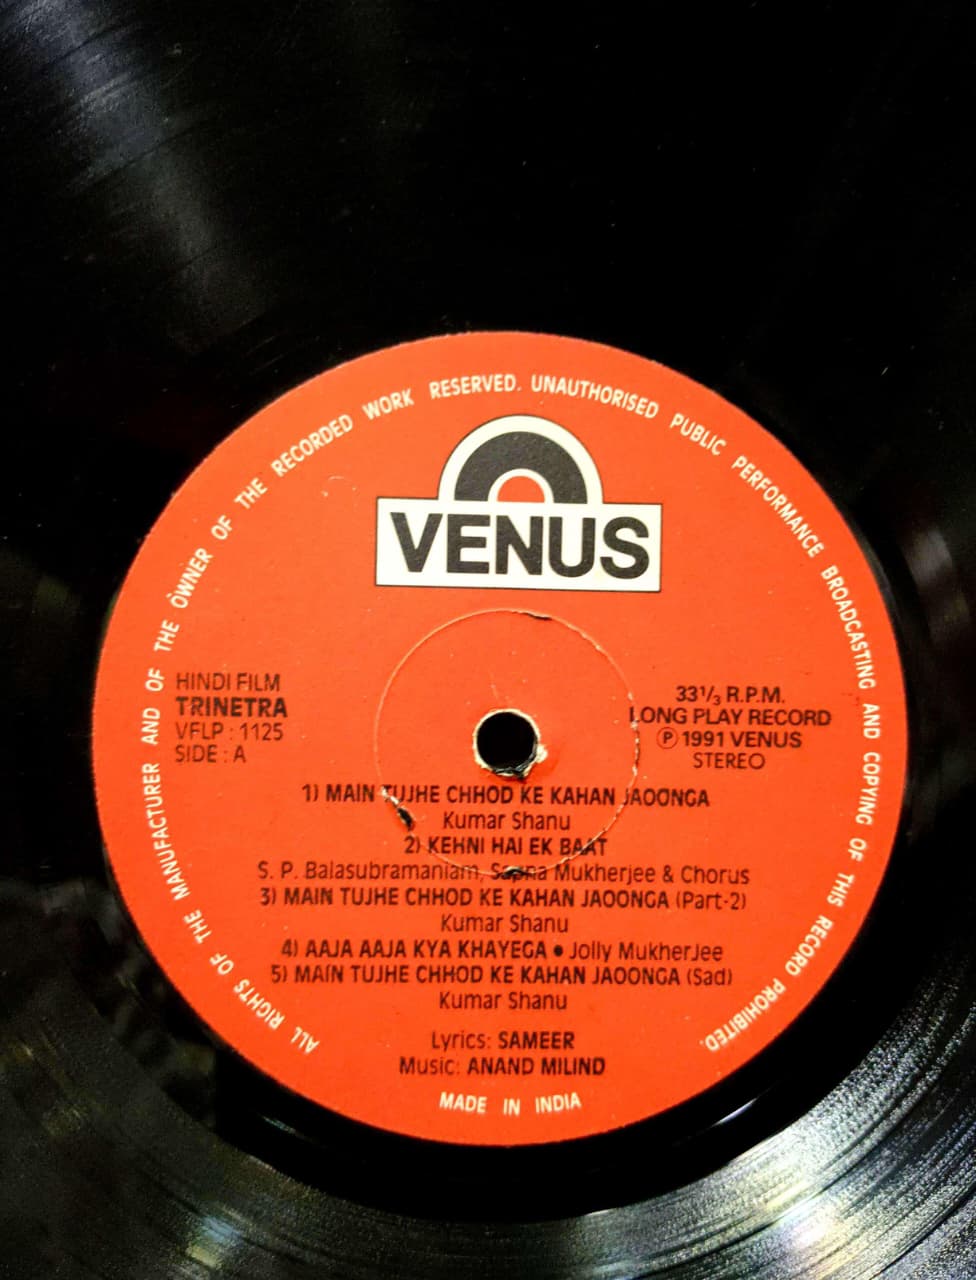 ALL RIGHTS OF THE MANUFACTURER AND OF THE OWNER OF THE RECORDED WORK RESERVED. UNAUTHORISED PUBLIC PERFORMANCE BROADCASTING AND COPYING OF THIS RECORD PROHIBITED.
VENUS
HINDI FILM
TRINETRA
VFLP : 1125
SIDE : A
33 1/3 R.P.M.
LONG PLAY RECORD
℗ 1991 VENUS
STEREO
1) MAIN TUJHE CHHOD KE KAHAN JAOONGA
Kumar Shanu
2) KEHNI HAI EK BAAT
S. P. Balasubramaniam, Sapna Mukherjee & Chorus
3) MAIN TUJHE CHHOD KE KAHAN JAOONGA (Part-2)
Kumar Shanu
4) AAJA AAJA KYA KHAYEGA • Jolly Mukherjee
5) MAIN TUJHE CHHOD KE KAHAN JAOONGA (Sad)
Kumar Shanu
Lyrics: SAMEER
Music: ANAND MILIND
MADE IN INDIA